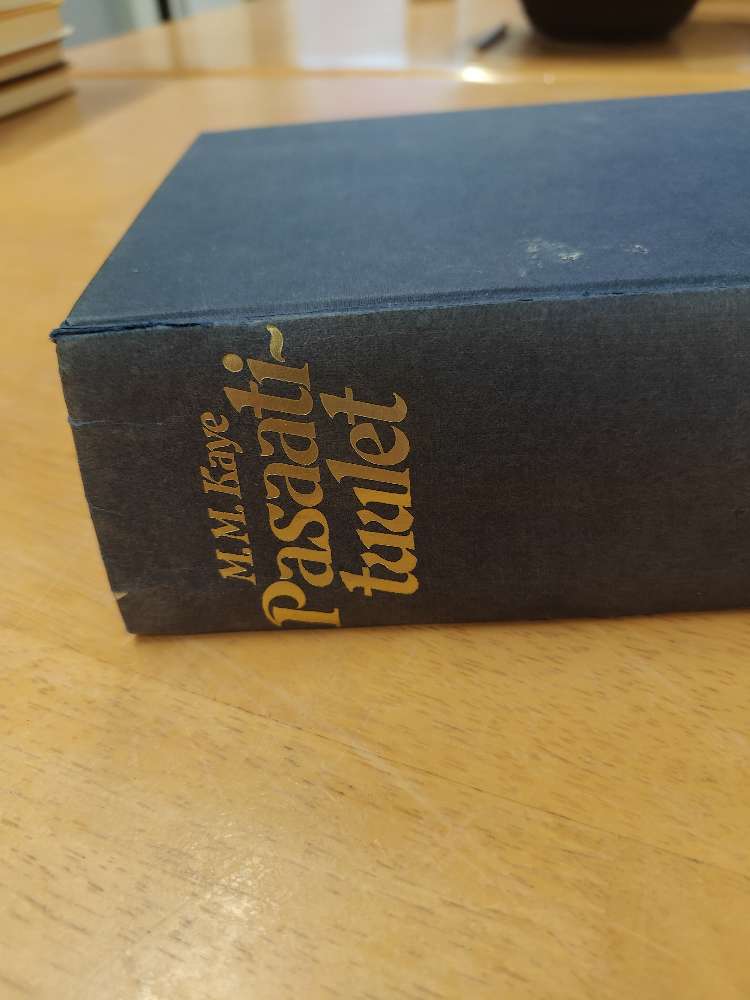 M.M. Kaye
Pasaati-
tuulet